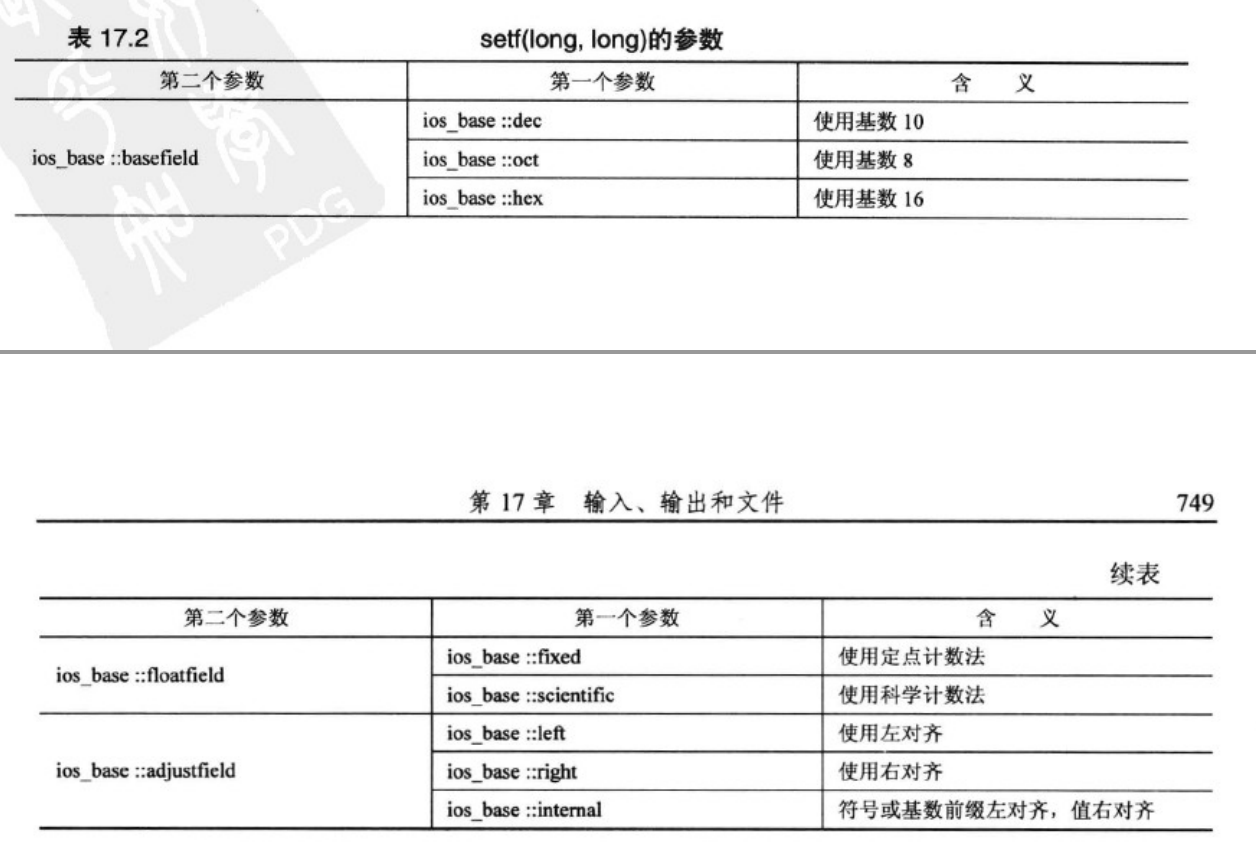 表 17.2 setf(long, long)的参数
第二个参数 第一个参数 含 义
ios_base ::basefield
ios_base ::dec 使用基数 10
ios_base ::oct 使用基数 8
ios_base ::hex 使用基数 16
PDG
第 17 章 输入、输出和文件 749
续表
第二个参数 第一个参数 含 义
ios_base ::floatfield
ios_base ::fixed 使用定点计数法
ios_base ::scientific 使用科学计数法
ios_base ::adjustfield
ios_base ::left 使用左对齐
ios_base ::right 使用右对齐
ios_base ::internal 符号或基数前缀左对齐，值右对齐